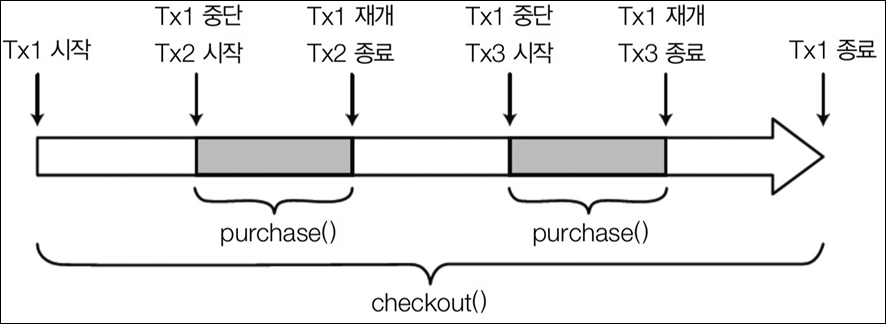 Tx1 중단
Tx1 재개
Tx1 중단
Tx1 재개
Tx1 시작
Tx2 시작
Tx2 종료
Tx3 시작
Tx3 종료
Tx1 종료
purchase()
purchase()
checkout()